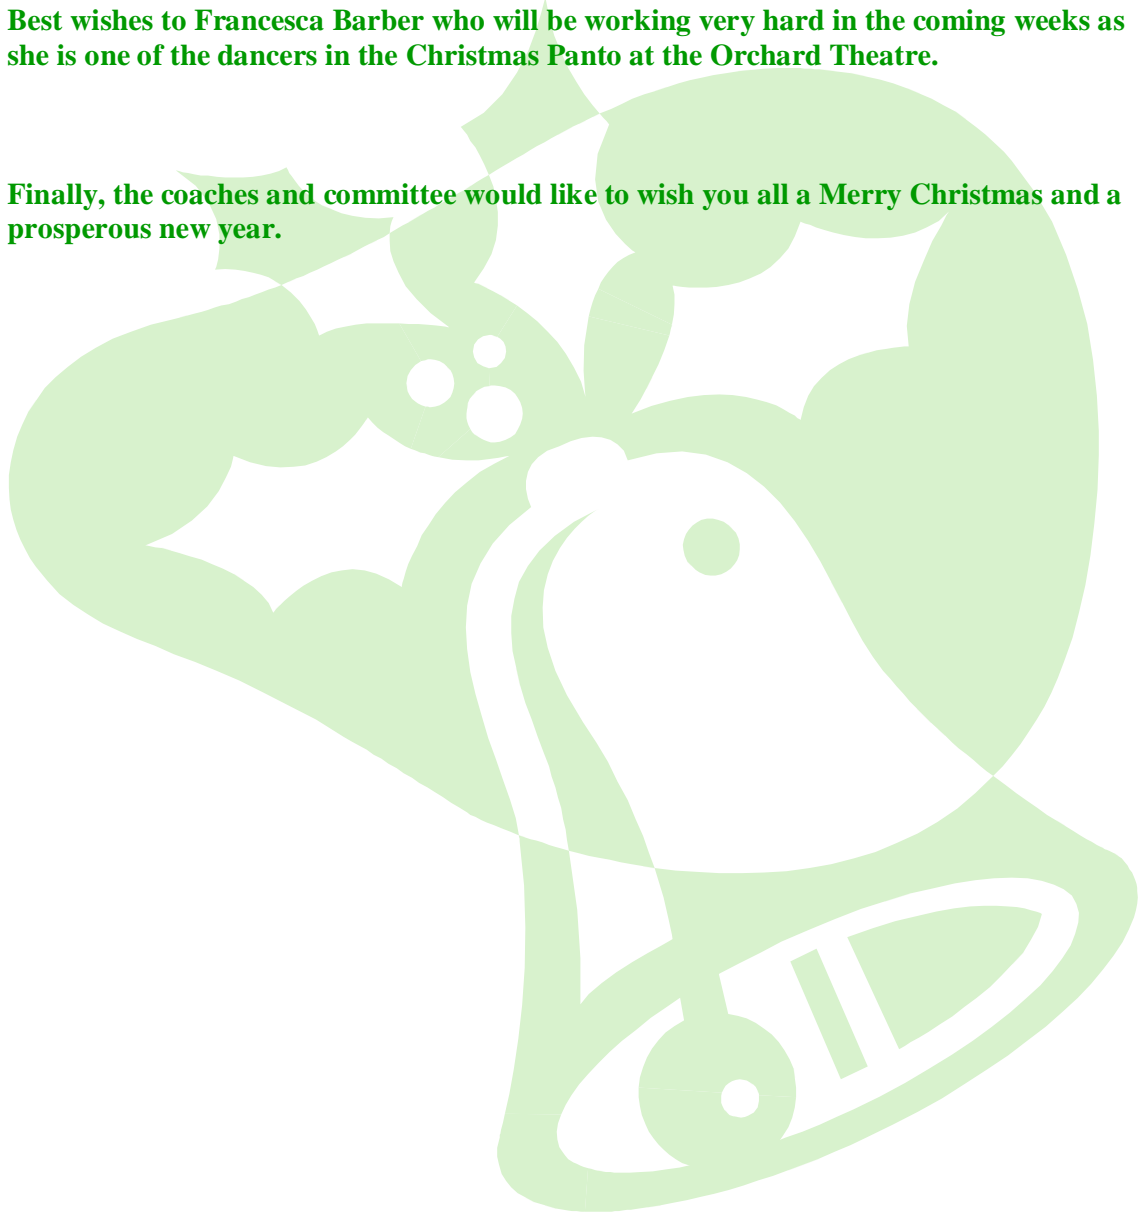 Best wishes to Francesca Barber who will be working very hard in the coming weeks as
she is one of the dancers in the Christmas Panto at the Orchard Theatre.
Finally, the coaches and committee would like to wish you all a Merry Christmas and a
prosperous new year.